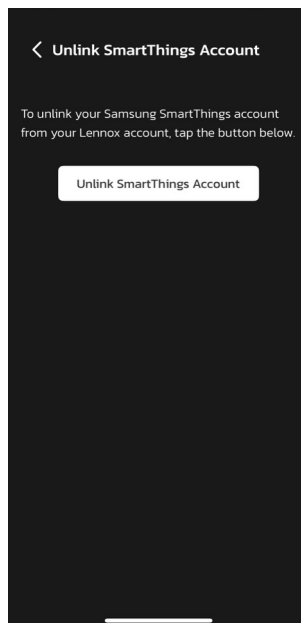 Unlink SmartThings Account
To unlink your Samsung SmartThings account
from your Lennox account, tap the button below.
Unlink SmartThings Account